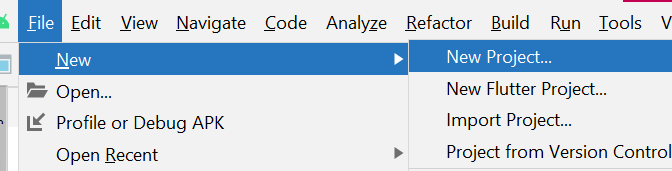 File Edit View Navigate Code Analyze Refactor Build Run Tools
New
New Project...
Open...
New Flutter Project...
Profile or Debug APK
Import Project...
Open Recent
Project from Version Control